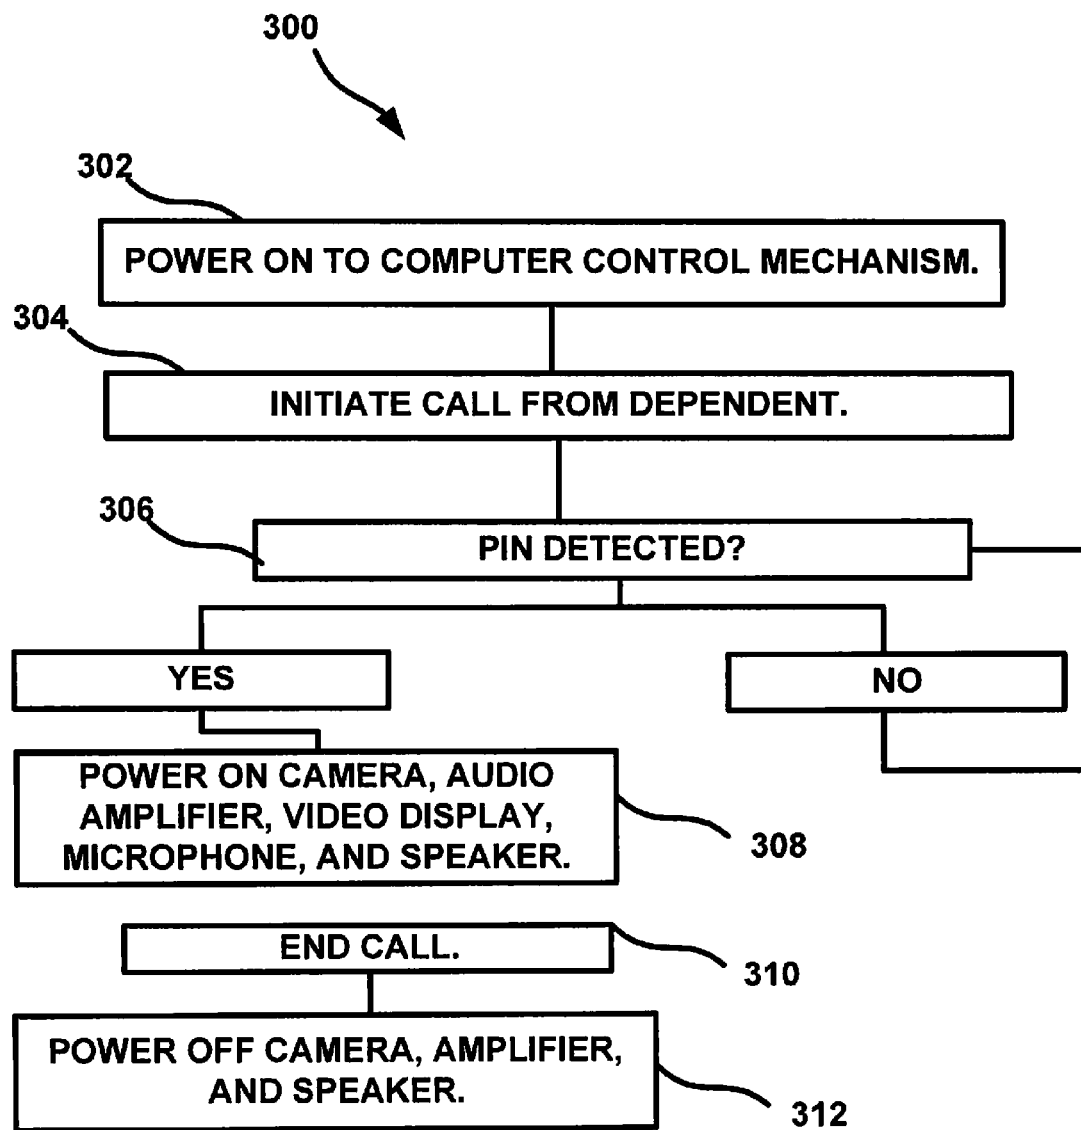 300
302
POWER ON TO COMPUTER CONTROL MECHANISM.
304
INITIATE CALL FROM DEPENDENT.
306
PIN DETECTED?
YES
NO
POWER ON CAMERA, AUDIO
AMPLIFIER, VIDEO DISPLAY,
MICROPHONE, AND SPEAKER.
308
END CALL.
310
POWER OFF CAMERA, AMPLIFIER,
AND SPEAKER.
312